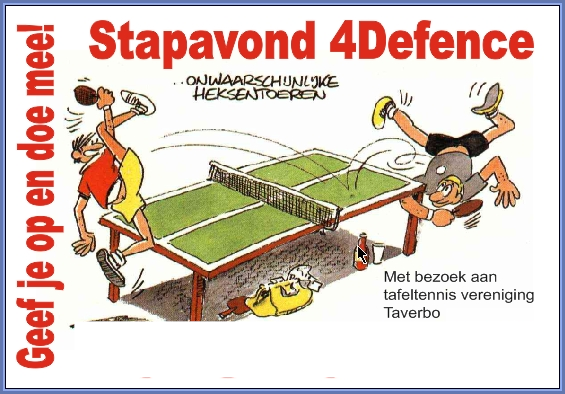 Stapavond 4Defence
Geef je op en doe mee!
..ONWAARSCHIJNLIJKE
HEKSENTOEREN
Met bezoek aan
tafeltennis vereniging
Taverbo